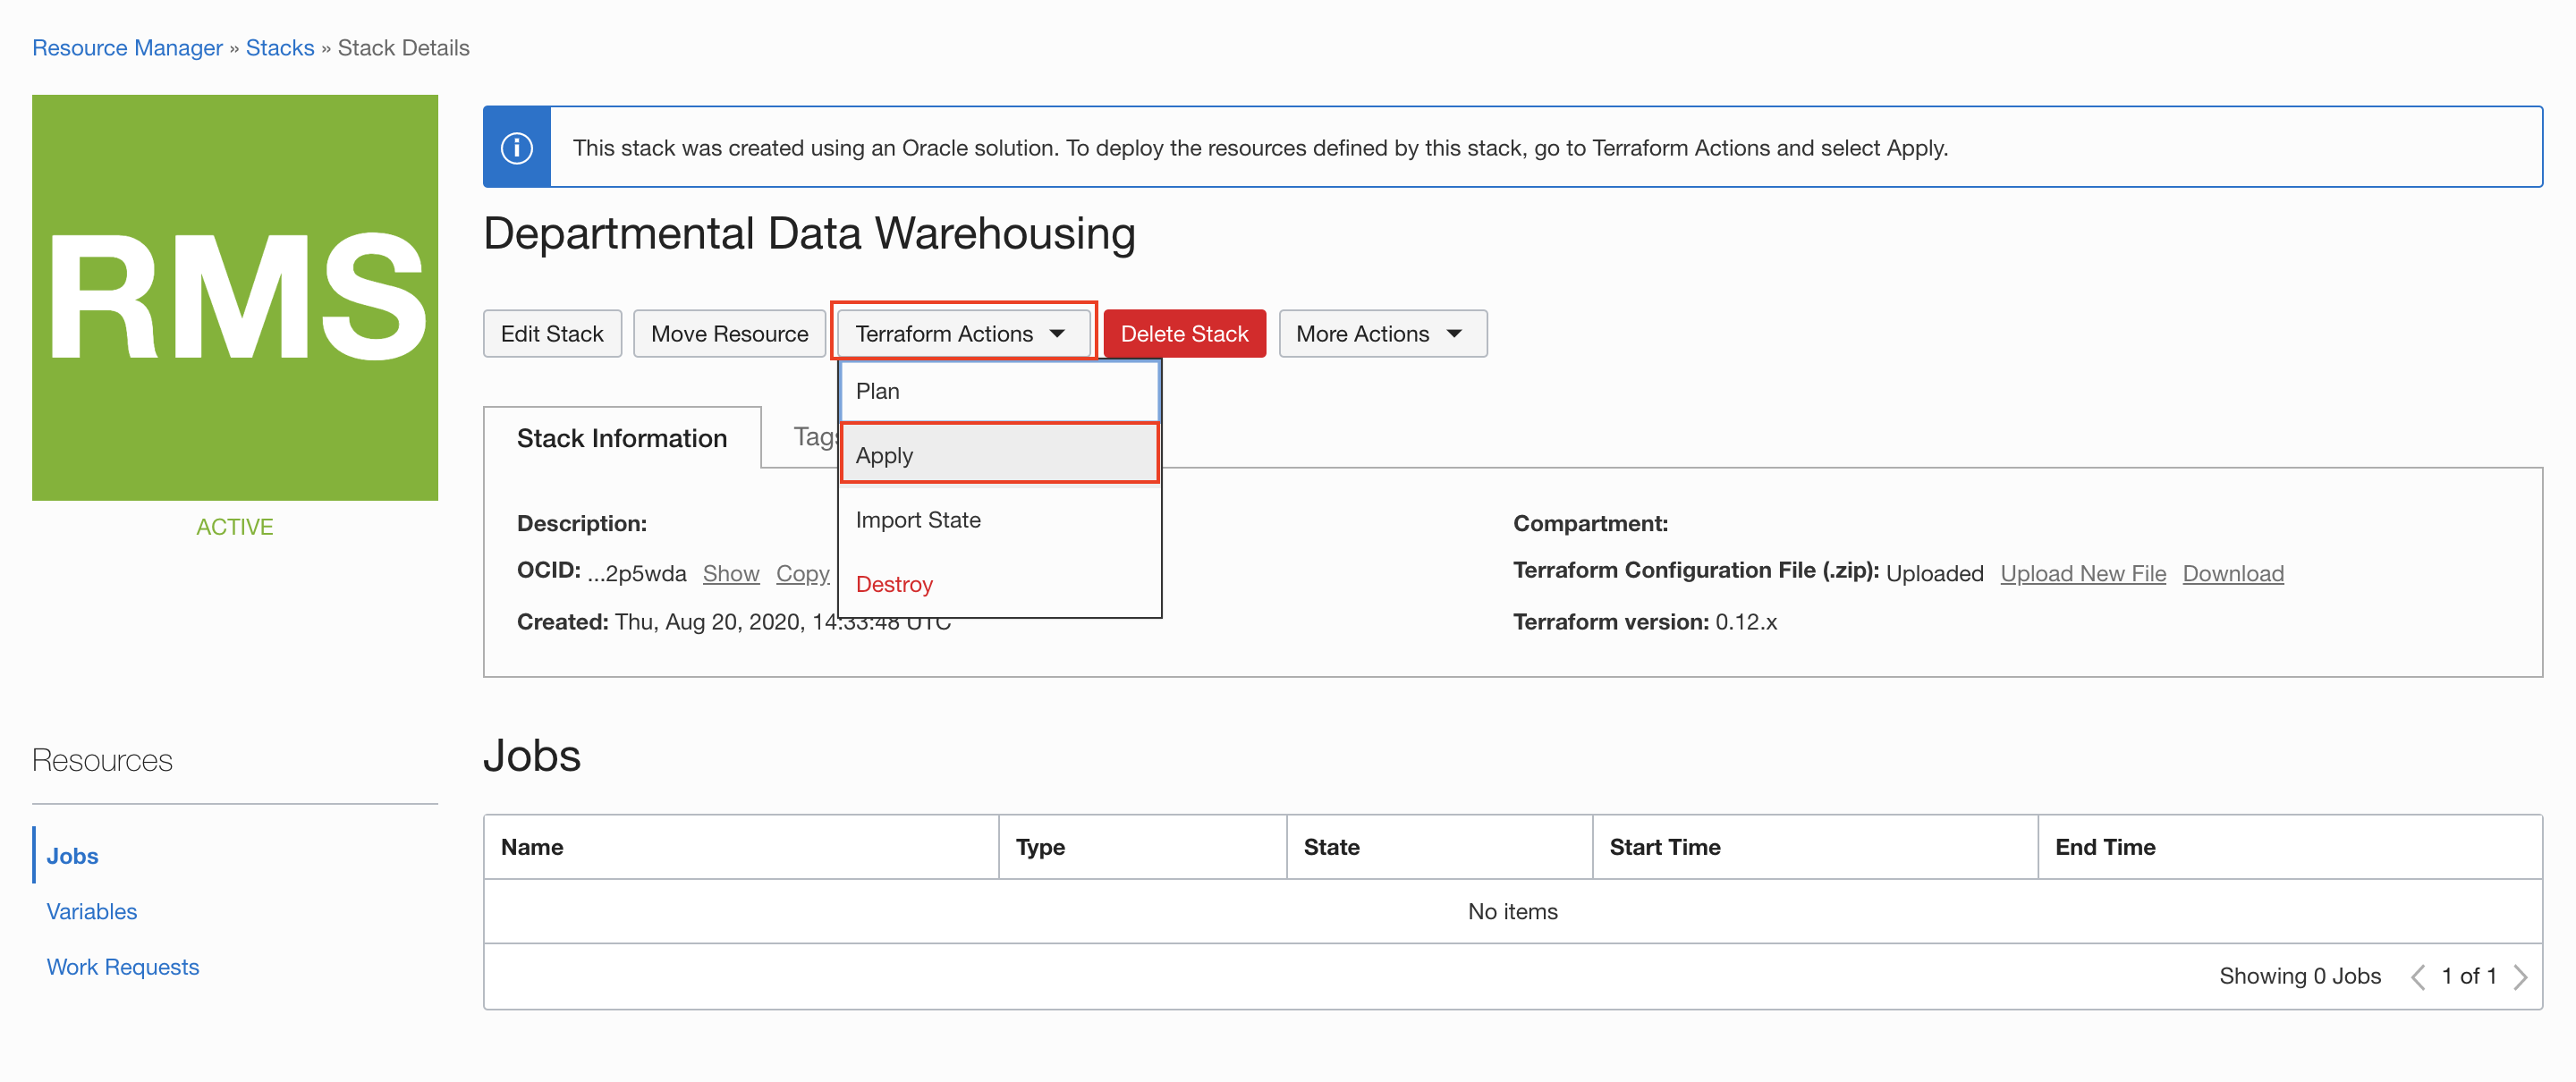 Resource Manager » Stacks » Stack Details
RMS
ACTIVE
This stack was created using an Oracle solution. To deploy the resources defined by this stack, go to Terraform Actions and select Apply.
Departmental Data Warehousing
Edit Stack Move Resource Terraform Actions Delete Stack More Actions
Plan
Apply
Import State
Destroy
Stack Information Tags
Description:
OCID: ...2p5wda Show Copy
Created: Thu, Aug 20, 2020, 14:33:48 UTC
Compartment:
Terraform Configuration File (.zip): Uploaded Upload New File Download
Terraform version: 0.12.x
Resources
Jobs
Variables
Work Requests
Jobs
Name Type State Start Time End Time
No items
Showing 0 Jobs 1 of 1